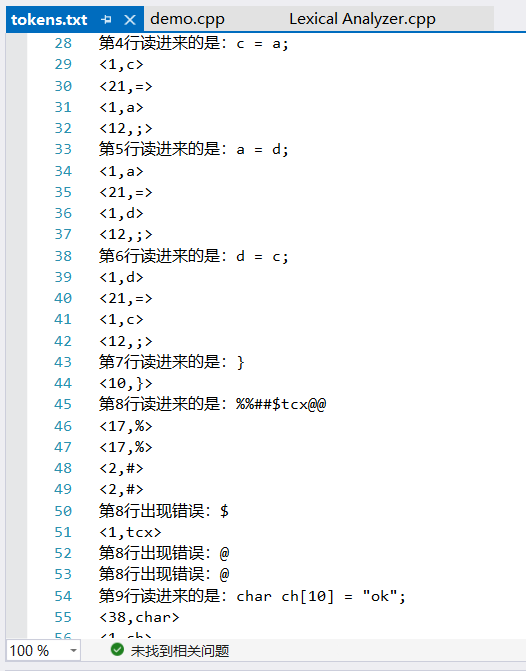 tokens.txt demo.cpp Lexical Analyzer.cpp
28 第4行读进来的是：c = a;
29 <1,c>
30 <21,=>
31 <1,a>
32 <12,;>
33 第5行读进来的是：a = d;
34 <1,a>
35 <21,=>
36 <1,d>
37 <12,;>
38 第6行读进来的是：d = c;
39 <1,d>
40 <21,=>
41 <1,c>
42 <12,;>
43 第7行读进来的是：}
44 <10,}>
45 第8行读进来的是：%%##$tcx@@
46 <17,%>
47 <17,%>
48 <2,#>
49 <2,#>
50 第8行出现错误：$
51 <1,tcx>
52 第8行出现错误：@
53 第8行出现错误：@
54 第9行读进来的是：char ch[10] = "ok";
55 <38,char>
56 <1,ch>
100 % 未找到相关问题